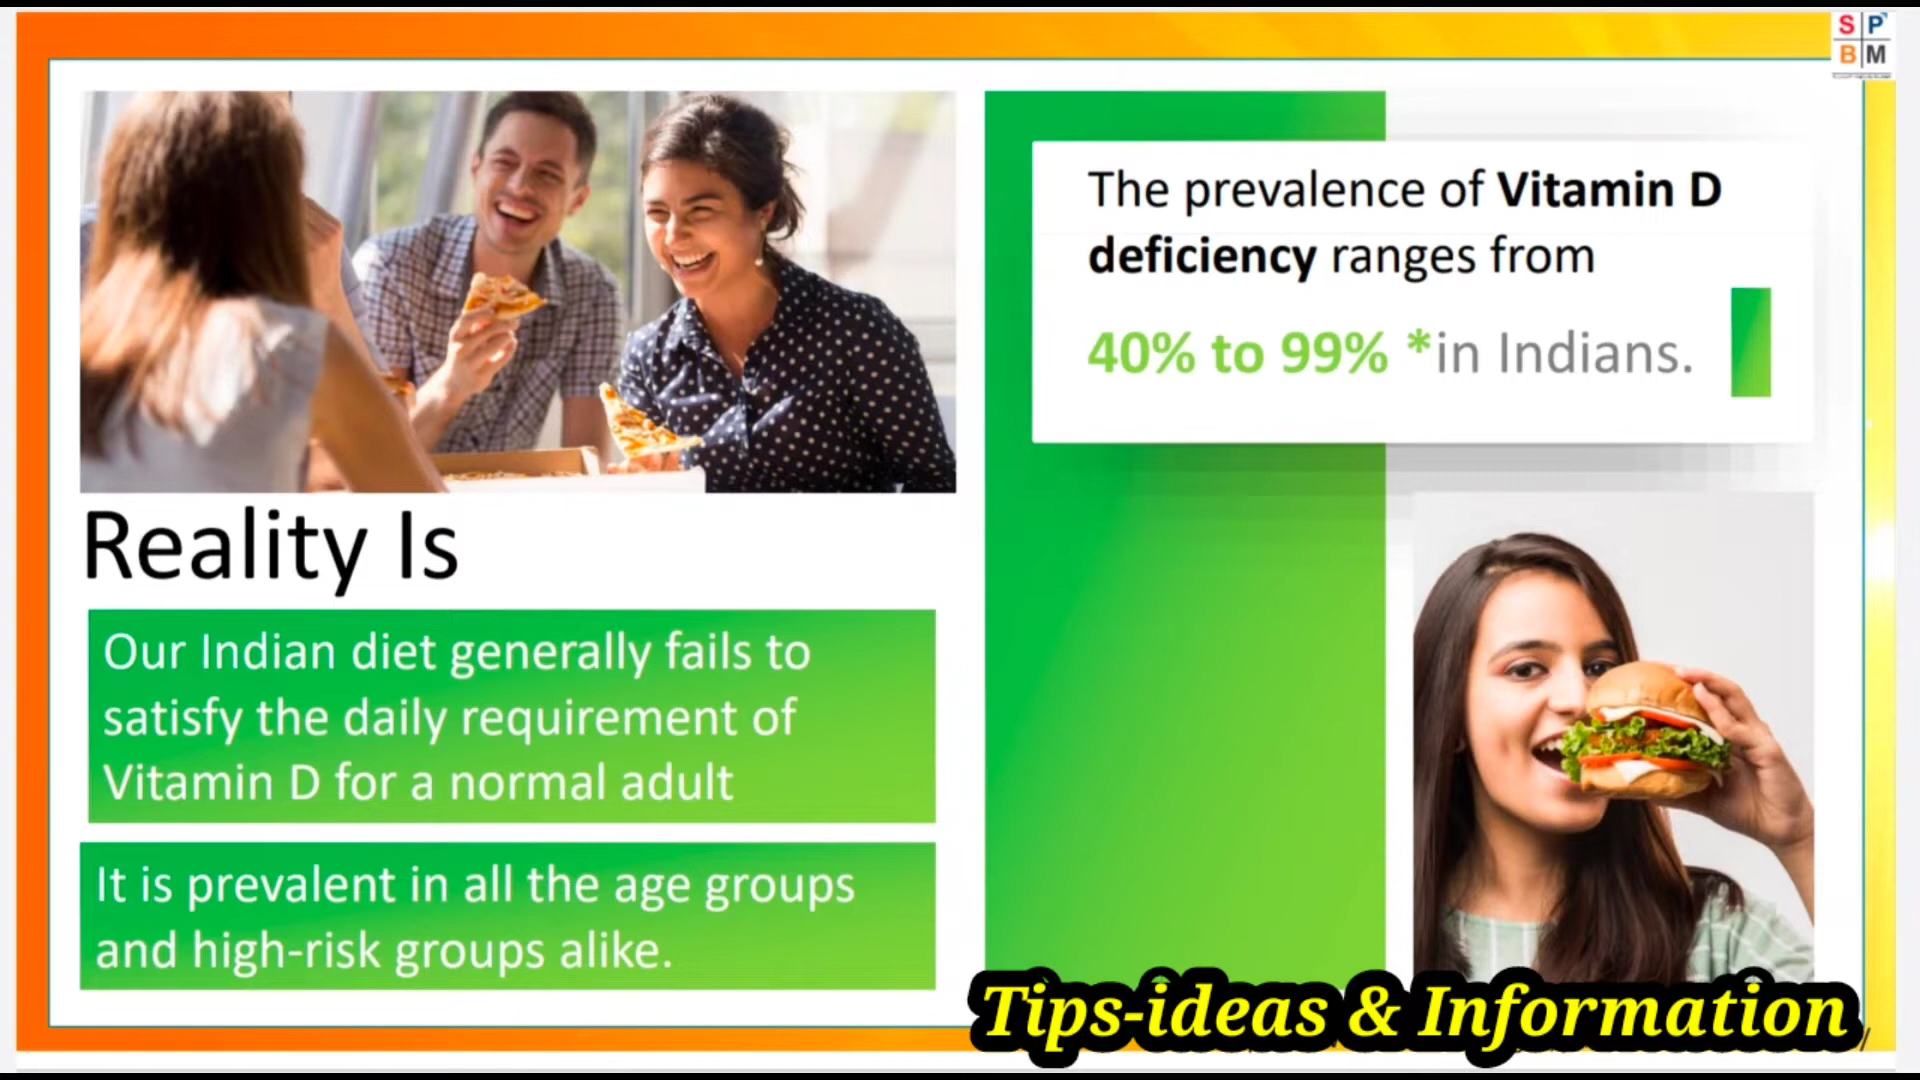 S P
B M
The prevalence of Vitamin D
deficiency ranges from
40% to 99% *in Indians.
Reality Is
Our Indian diet generally fails to
satisfy the daily requirement of
Vitamin D for a normal adult
It is prevalent in all the age groups
and high-risk groups alike.
Tips-ideas & Information